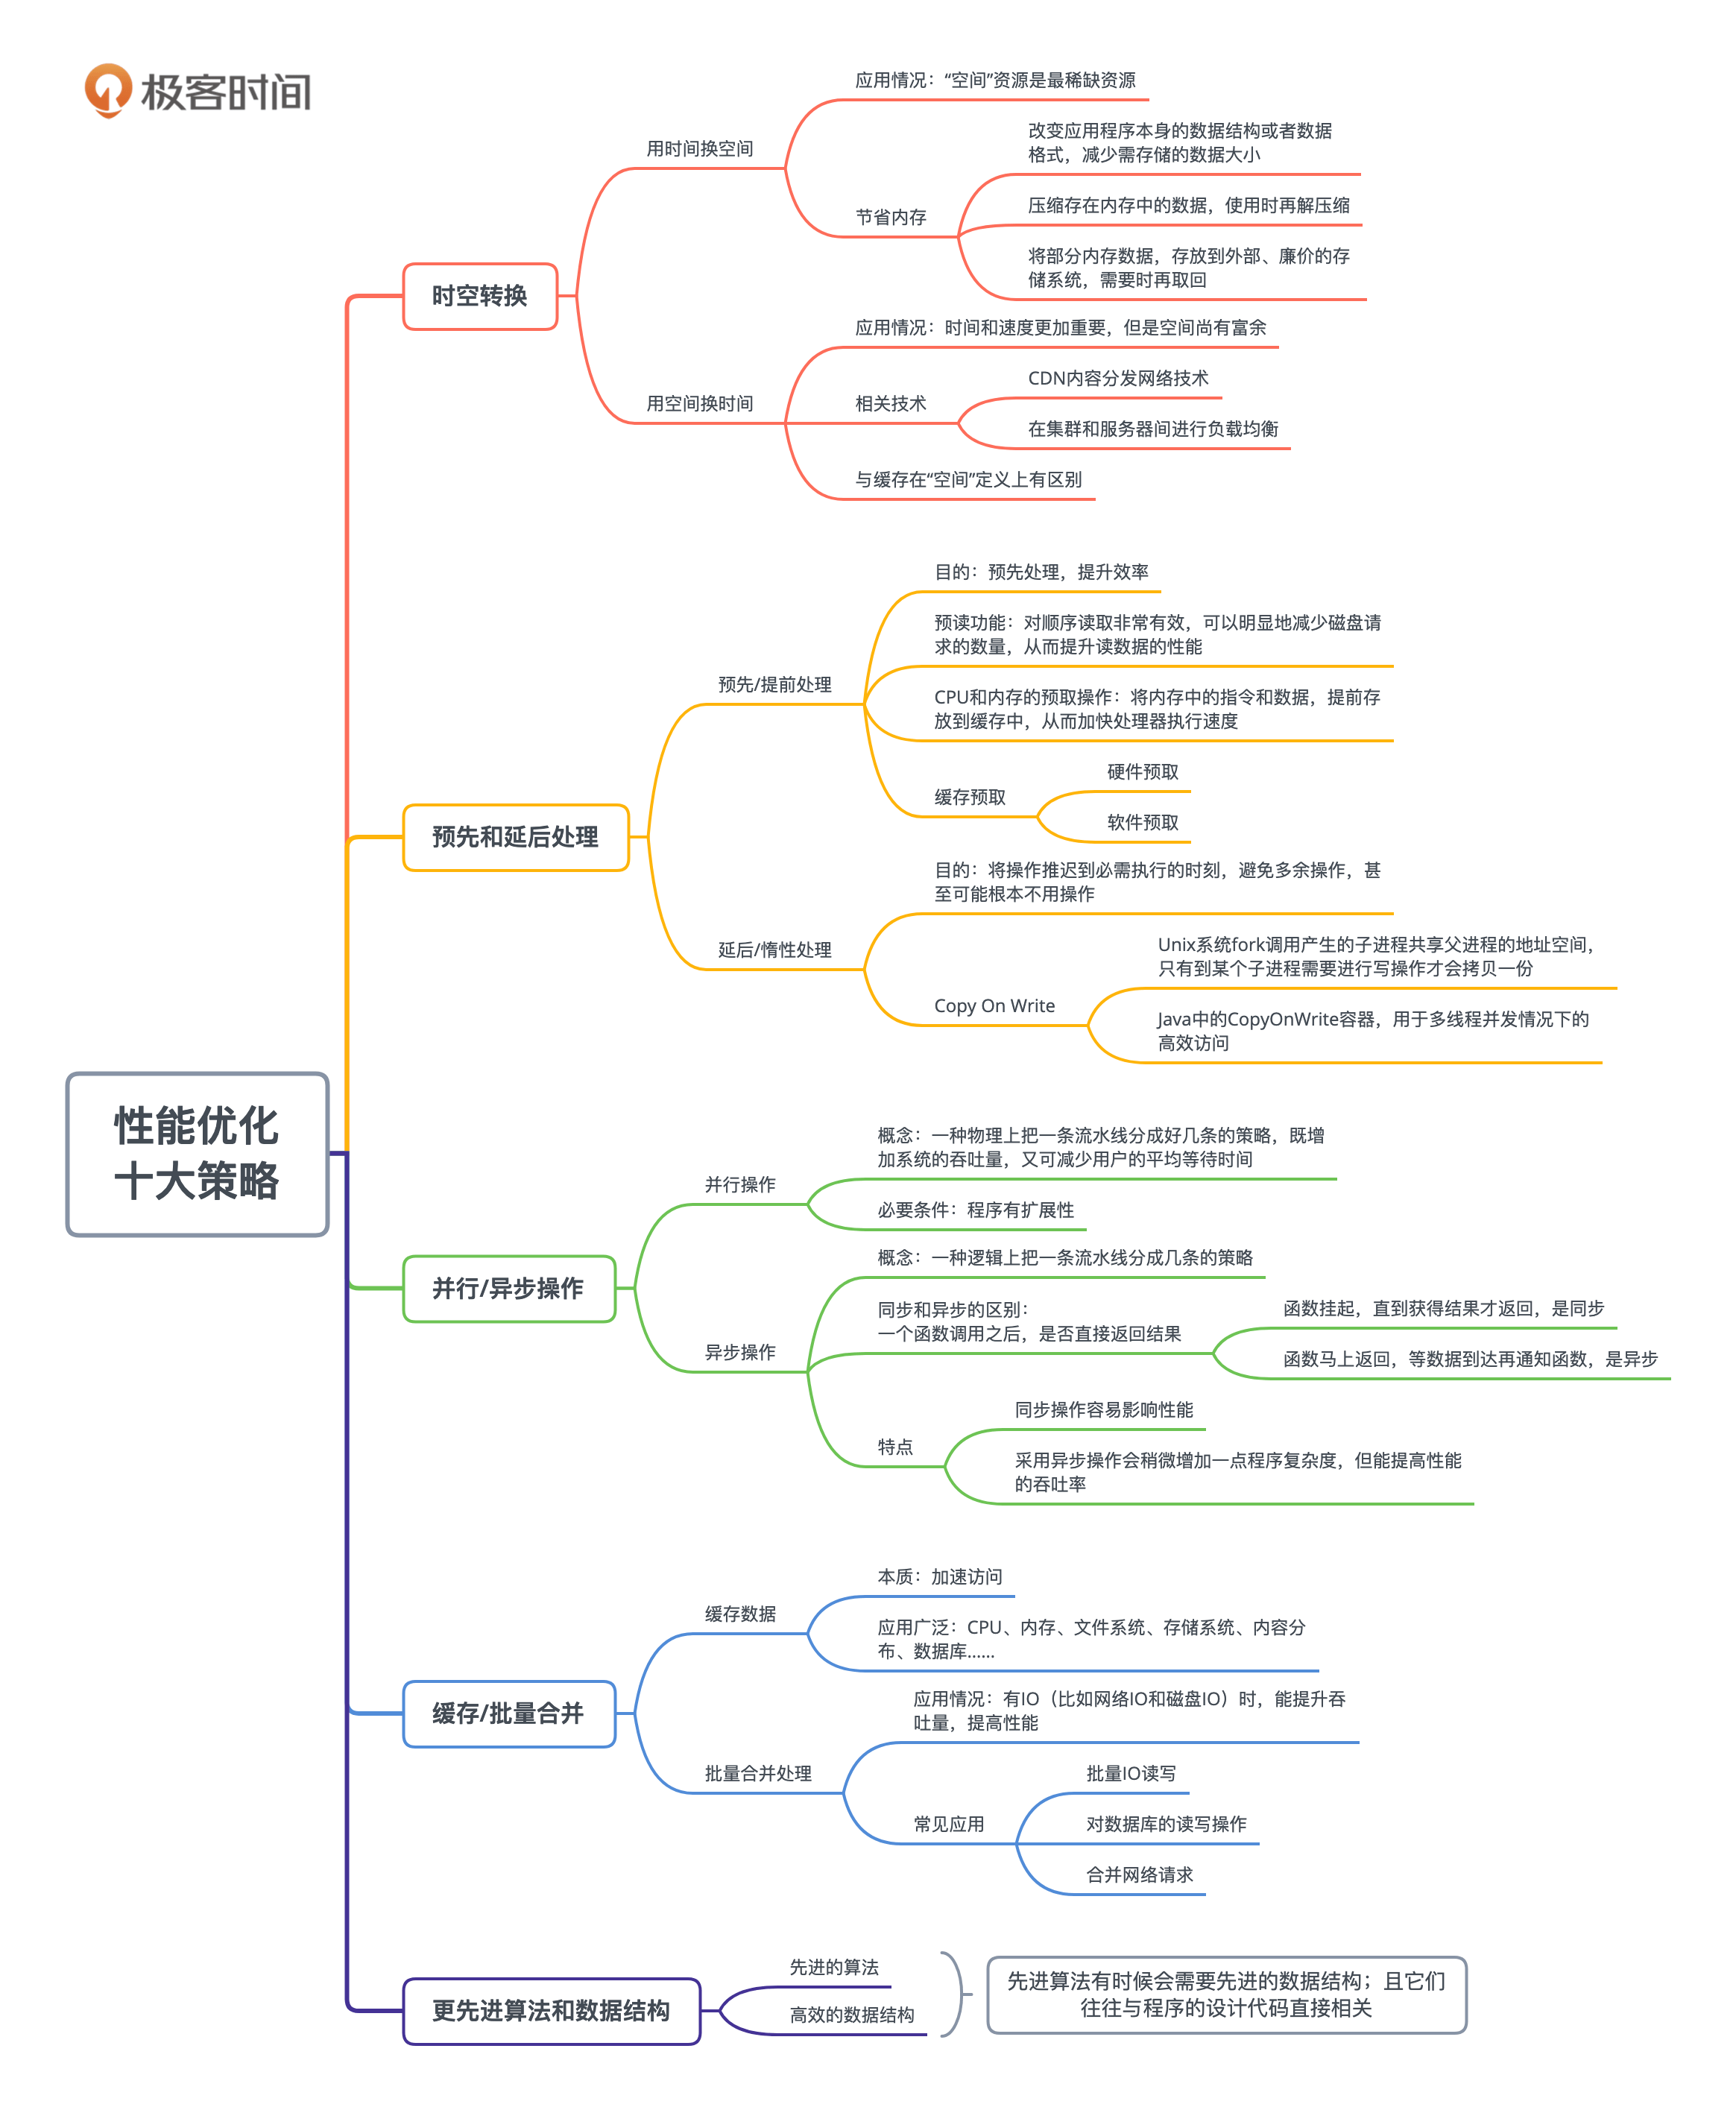 极客时间
性能优化
十大策略
时空转换
用时间换空间
应用情况：“空间”资源是最稀缺资源
节省内存
改变应用程序本身的数据结构或者数据
格式，减少需存储的数据大小
压缩存在内存中的数据，使用时再解压缩
将部分内存数据，存放到外部、廉价的存
储系统，需要时再取回
用空间换时间
应用情况：时间和速度更加重要，但是空间尚有富余
相关技术
CDN内容分发网络技术
在集群和服务器间进行负载均衡
与缓存在“空间”定义上有区别
预先和延后处理
预先/提前处理
目的：预先处理，提升效率
预读功能：对顺序读取非常有效，可以明显地减少磁盘请
求的数量，从而提升读数据的性能
CPU和内存的预取操作：将内存中的指令和数据，提前存
放到缓存中，从而加快处理器执行速度
缓存预取
硬件预取
软件预取
延后/惰性处理
目的：将操作推迟到必需执行的时刻，避免多余操作，甚
至可能根本不用操作
Copy On Write
Unix系统fork调用产生的子进程共享父进程的地址空间，
只有到某个子进程需要进行写操作才会拷贝一份
Java中的CopyOnWrite容器，用于多线程并发情况下的
高效访问
并行/异步操作
并行操作
概念：一种物理上把一条流水线分成好几条的策略，既增
加系统的吞吐量，又可减少用户的平均等待时间
必要条件：程序有扩展性
异步操作
概念：一种逻辑上把一条流水线分成几条的策略
同步和异步的区别：
一个函数调用之后，是否直接返回结果
函数挂起，直到获得结果才返回，是同步
函数马上返回，等数据到达再通知函数，是异步
特点
同步操作容易影响性能
采用异步操作会稍微增加一点程序复杂度，但能提高性能
的吞吐率
缓存/批量合并
缓存数据
本质：加速访问
应用广泛：CPU、内存、文件系统、存储系统、内容分
布、数据库......
批量合并处理
应用情况：有IO（比如网络IO和磁盘IO）时，能提升吞
吐量，提高性能
常见应用
批量IO读写
对数据库的读写操作
合并网络请求
更先进算法和数据结构
先进的算法
高效的数据结构
先进算法有时候会需要先进的数据结构；且它们
往往与程序的设计代码直接相关